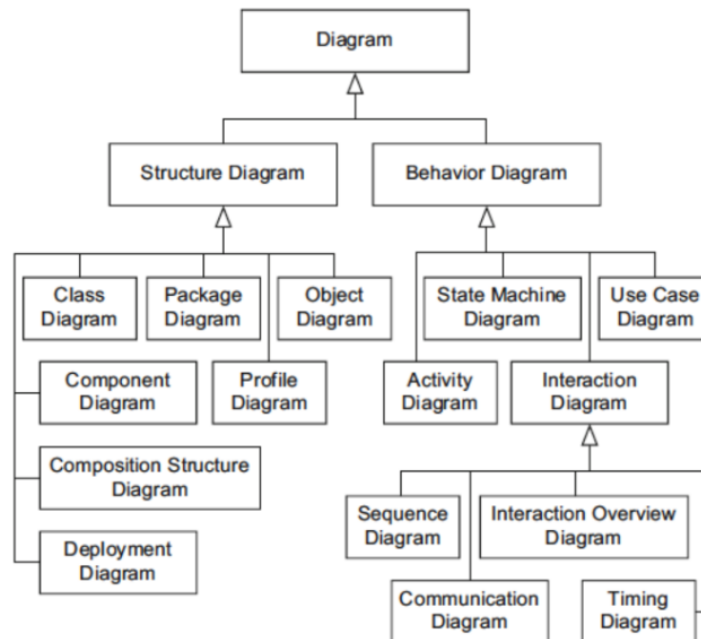 Diagram
Structure Diagram
Behavior Diagram
Class
Diagram
Package
Diagram
Object
Diagram
State Machine
Diagram
Use Case
Diagram
Component
Diagram
Profile
Diagram
Activity
Diagram
Interaction
Diagram
Composition Structure
Diagram
Sequence
Diagram
Interaction Overview
Diagram
Deployment
Diagram
Communication
Diagram
Timing
Diagram